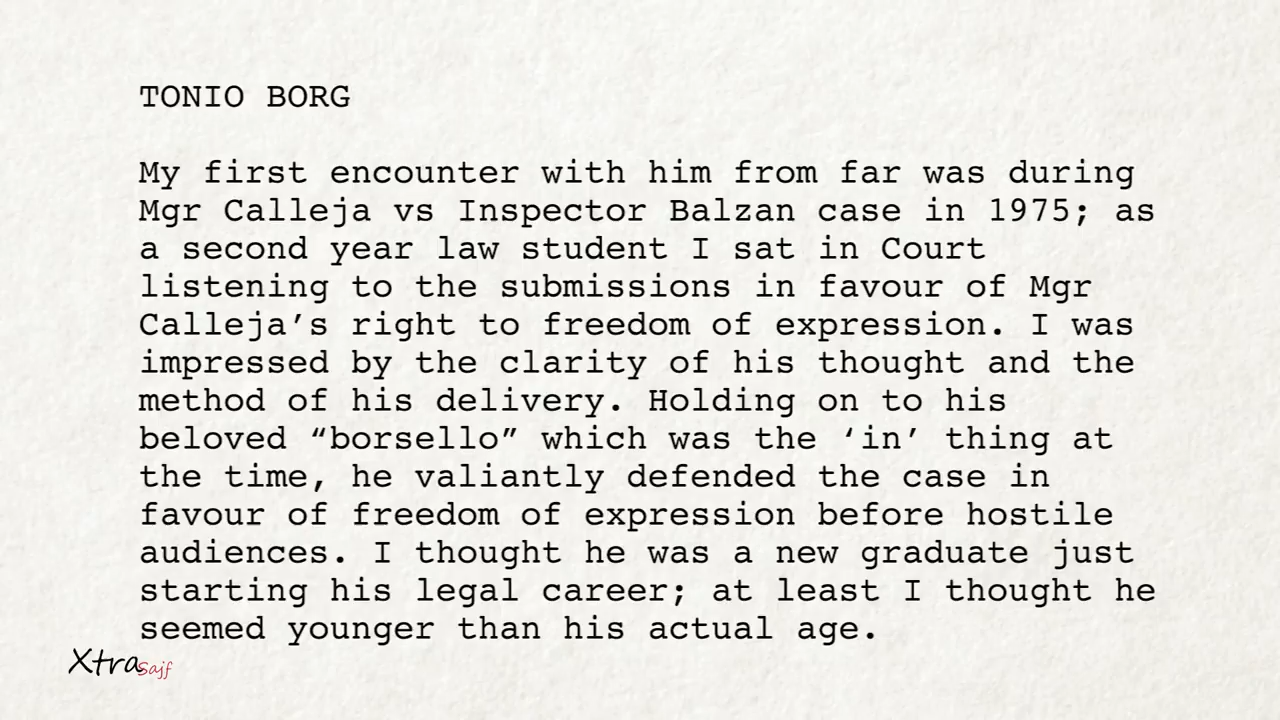 TONIO BORG
My first encounter with him from far was during
Mgr Calleja vs Inspector Balzan case in 1975; as
a second year law student I sat in Court
listening to the submissions in favour of Mgr
Calleja’s right to freedom of expression. I was
impressed by the clarity of his thought and the
method of his delivery. Holding on to his
beloved “borsello” which was the ‘in’ thing at
the time, he valiantly defended the case in
favour of freedom of expression before hostile
audiences. I thought he was a new graduate just
starting his legal career; at least I thought he
seemed younger than his actual age.
Xtra Sajf